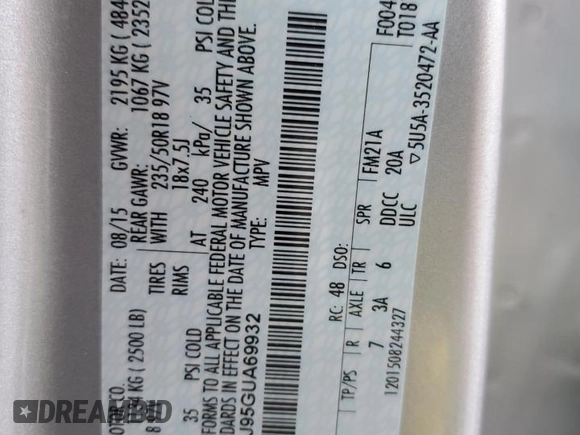 OTOR CO.
DATE: 08/15 GVWR: 2195 KG ( 484
KG ( 2500 LB) REAR GAWR: 1067 KG ( 2352
TIRES WITH 235/50R18 97V
RIMS 18x7.5J
35 PSI COLD AT 240 kPa/ 35 PSI COLD
FORMS TO ALL APPLICABLE FEDERAL MOTOR VEHICLE SAFETY AND THE
DARDS IN EFFECT ON THE DATE OF MANUFACTURE SHOWN ABOVE.
J95GUA69932 TYPE: MPV
F004
T018
RC: 48 DSO:
TP/PS R AXLE TR SPR
7 3A 6 DDCC FM21A
20A
ULC
1201508244327 5U5A-3520472-AA
DREAMBID